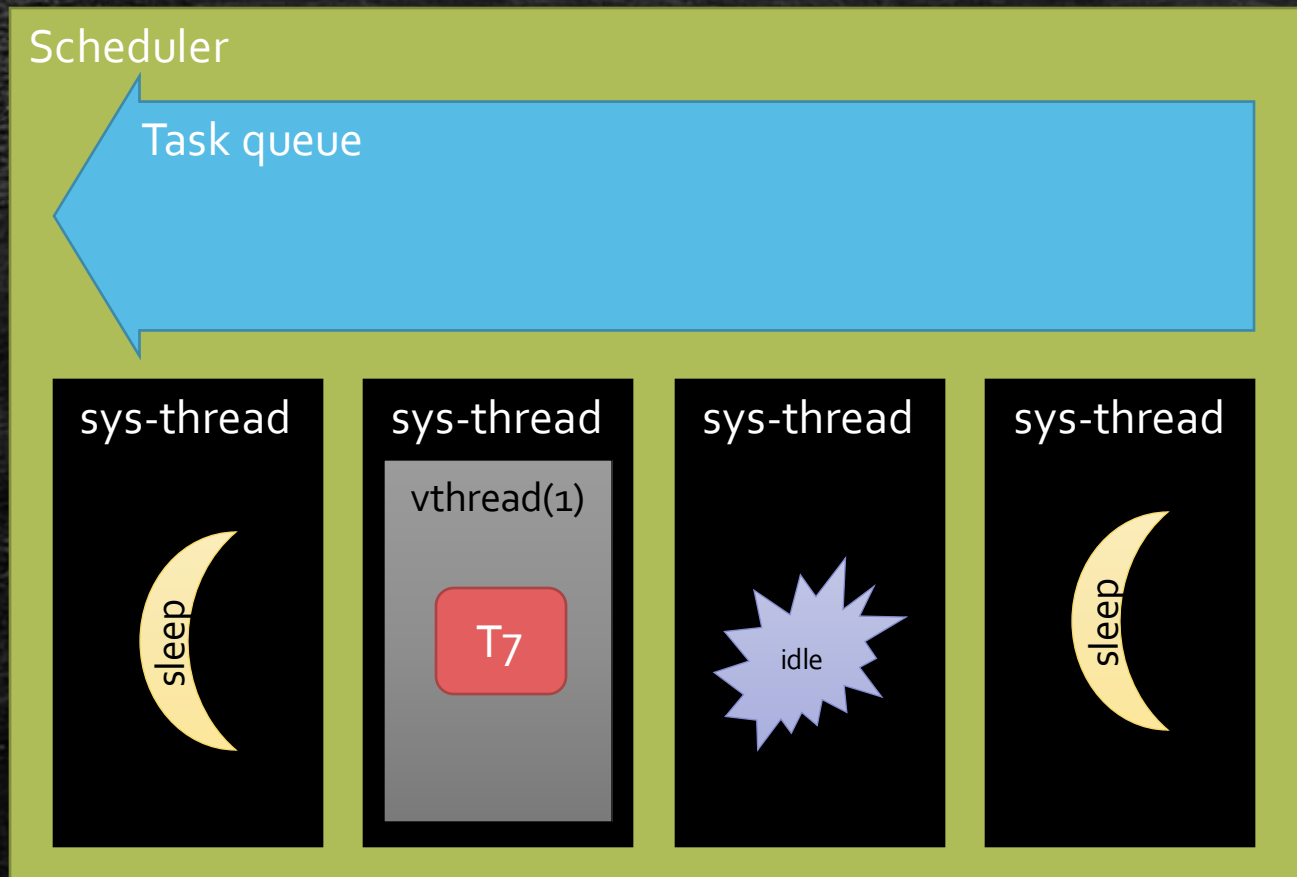 Scheduler
Task queue
sys-thread
sys-thread
sys-thread
sys-thread
vthread(1)
sleep
T7
idle
sleep